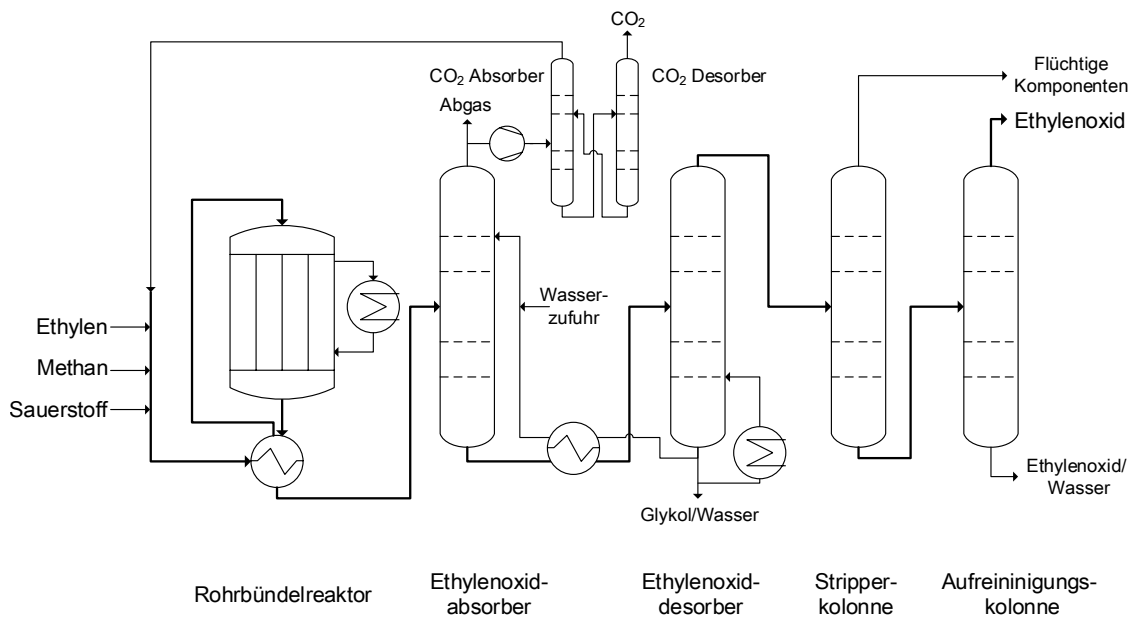 CO₂
CO₂ Absorber
CO₂ Desorber
Abgas
Flüchtige
Komponenten
Ethylenoxid
Wasser-
zufuhr
Ethylen
Methan
Sauerstoff
Glykol/Wasser
Ethylenoxid/
Wasser
Rohrbündelreaktor
Ethylenoxid-
absorber
Ethylenoxid-
desorber
Stripper-
kolonne
Aufreininigungs-
kolonne